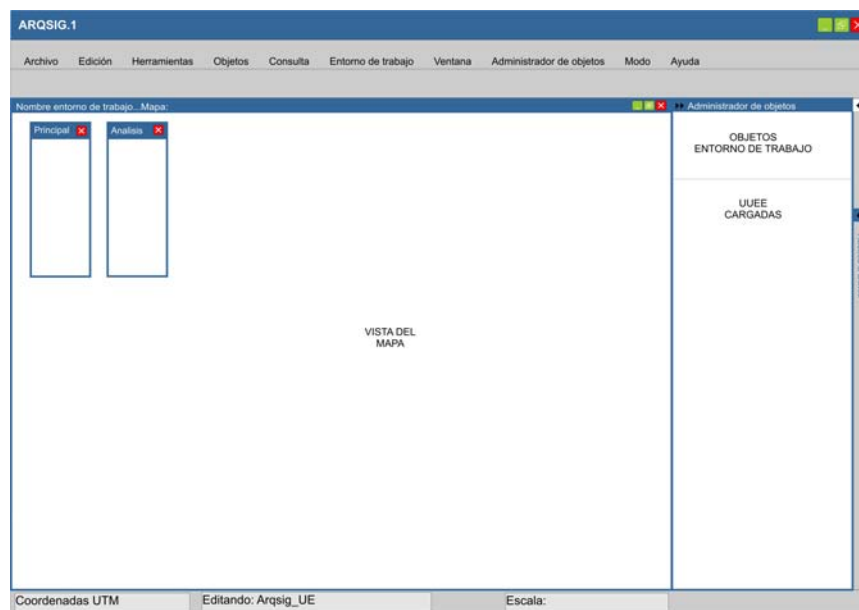 ARQSIG.1
Archivo Edición Herramientas Objetos Consulta Entorno de trabajo Ventana Administrador de objetos Modo Ayuda
Nombre entorno de trabajo...Mapa:
Administrador de objetos
Principal
Analisis
OBJETOS
ENTORNO DE TRABAJO
UUEE
CARGADAS
VISTA DEL
MAPA
Coordenadas UTM
Editando: Arqsig_UE
Escala: